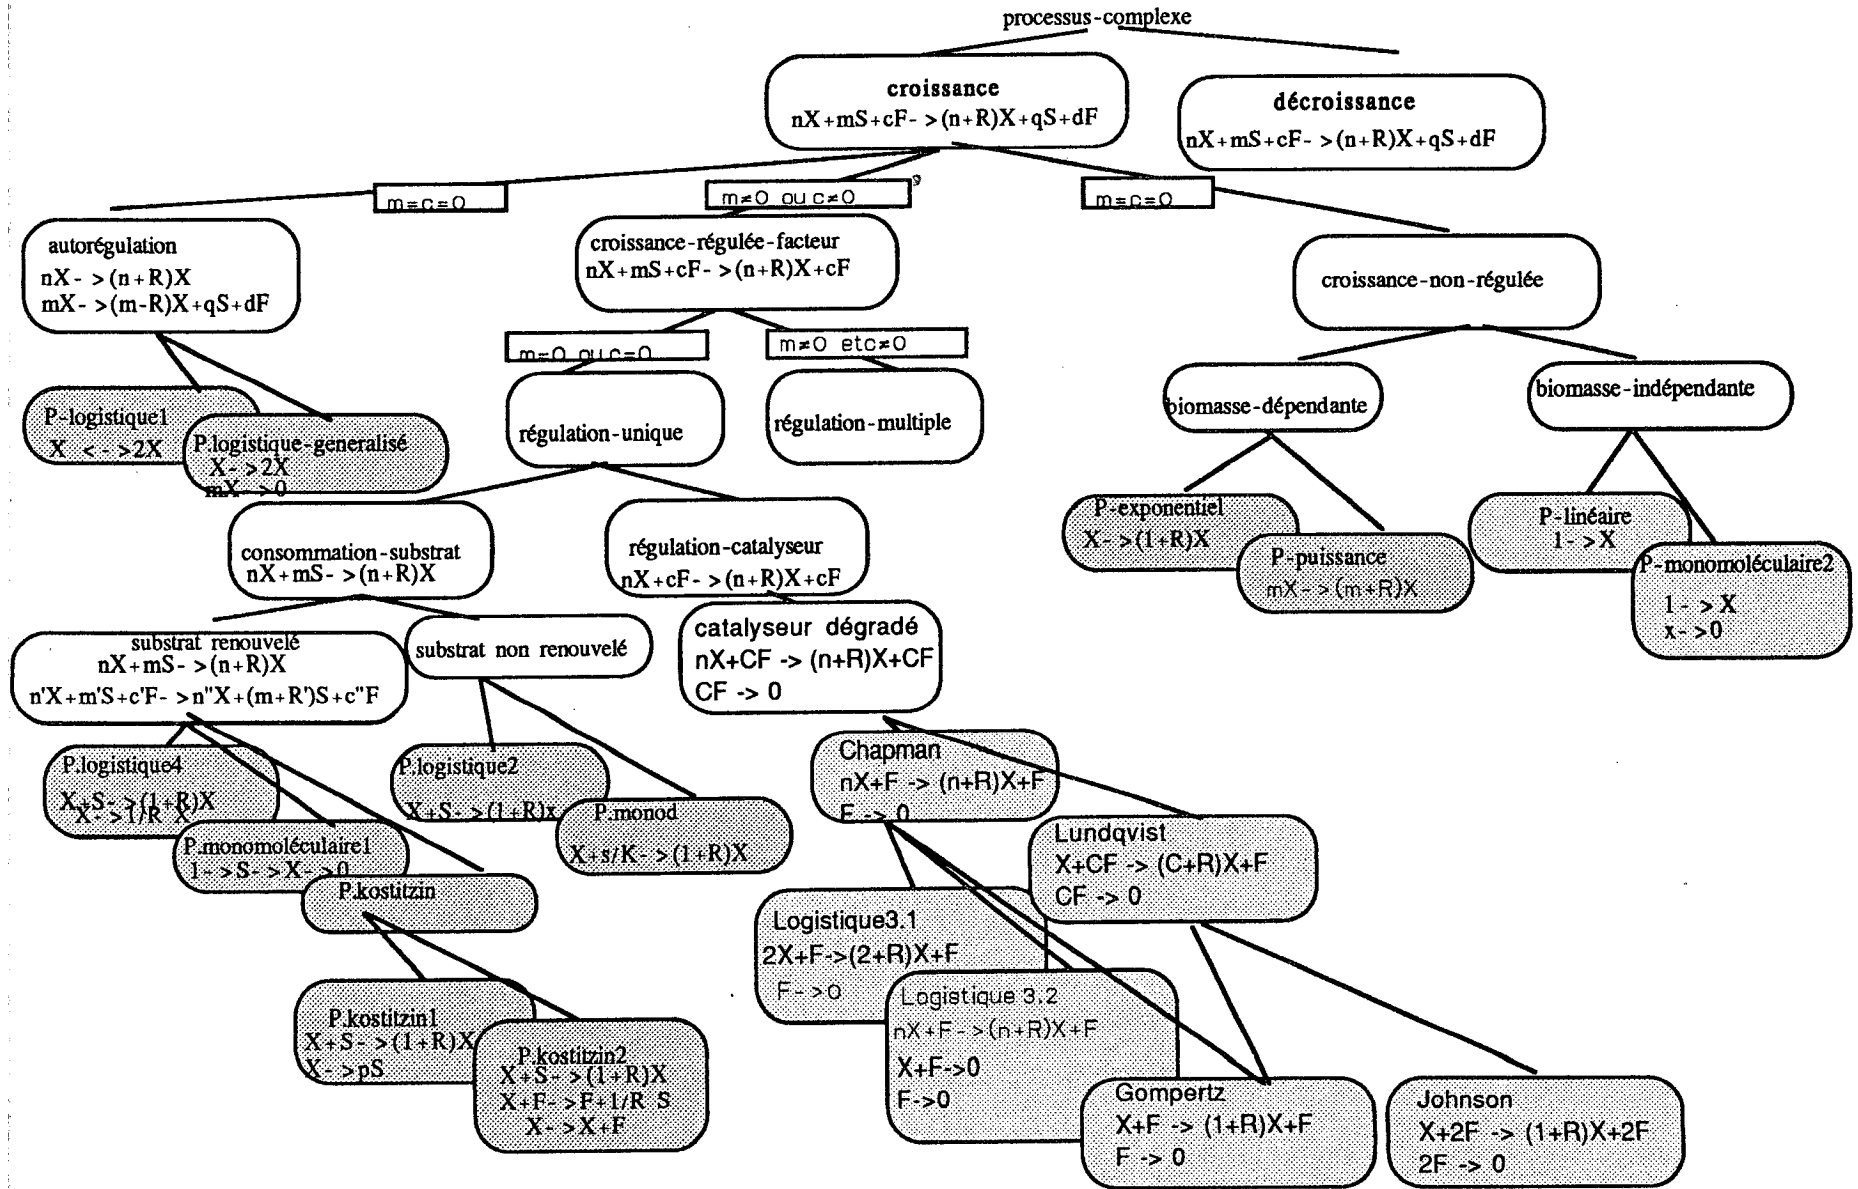 processus-complexe
croissance
nX+mS+cF- >(n+R)X+qS+dF
décroissance
nX+mS+cF- >(n+R)X+qS+dF
m=c=0
m≠0 ou c≠0
m=c=0
autorégulation
nX- >(n+R)X
mX- >(m-R)X+qS+dF
croissance-régulée-facteur
nX+mS+cF- >(n+R)X+cF
croissance-non-régulée
m=0 ou c=0
m≠0 etc≠0
P-logistique1
X < - >2X
P.logistique-generalisé
X- >2X
mX- >0
régulation-unique
régulation-multiple
biomasse-dépendante
biomasse-indépendante
P-exponentiel
X- >(1+R)X
P-puissance
mX- >(m+R)X
P-linéaire
1- >X
P-monomoléculaire2
1- >X
x- >0
consommation-substrat
nX+mS- >(n+R)X
régulation-catalyseur
nX+cF- >(n+R)X+cF
substrat renouvelé
nX+mS- >(n+R)X
n'X+m'S+c'F- >n"X+(m+R')S+c"F
substrat non renouvelé
catalyseur dégradé
nX+CF -> (n+R)X+CF
CF -> 0
P.logistique4
X+S- >(1+R)X
X- >1/R X
P.monomoléculaire1
1- >S- >X- >0
P.kostitzin
P.logistique2
X+S- >(1+R)x
P.monod
X+s/K- >(1+R)X
Chapman
nX+F -> (n+R)X+F
F -> 0
Lundqvist
X+CF -> (C+R)X+F
CF -> 0
Logistique3.1
2X+F->(2+R)X+F
F->0
Logistique 3.2
nX+F->(n+R)X+F
X+F->0
F->0
P.kostitzin1
X+S- >(1+R)X
X- >pS
P.kostitzin2
X+S- >(1+R)X
X+F- >F+1/R S
X- >X+F
Gompertz
X+F -> (1+R)X+F
F -> 0
Johnson
X+2F -> (1+R)X+2F
2F -> 0